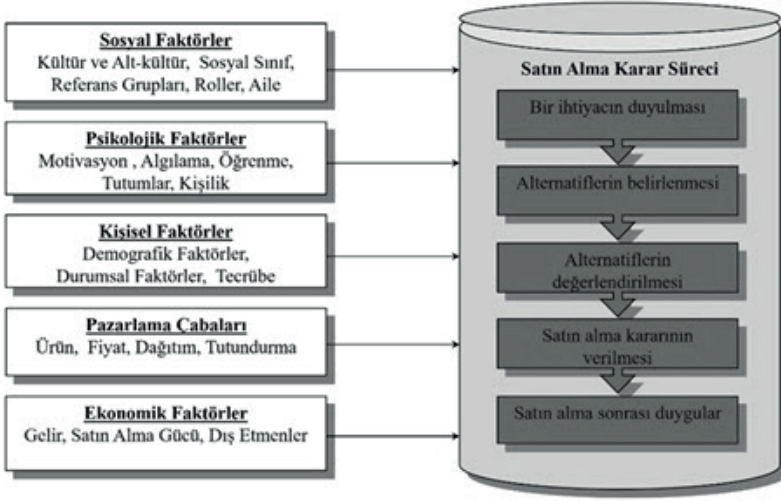 Sosyal Faktörler
Kültür ve Alt-kültür, Sosyal Sınıf,
Referans Grupları, Roller, Aile
Psikolojik Faktörler
Motivasyon , Algılama, Öğrenme,
Tutumlar, Kişilik
Kişisel Faktörler
Demografik Faktörler,
Durumsal Faktörler, Tecrübe
Pazarlama Çabaları
Ürün, Fiyat, Dağıtım, Tutundurma
Ekonomik Faktörler
Gelir, Satın Alma Gücü, Dış Etmenler
Satın Alma Karar Süreci
Bir ihtiyacın duyulması
Alternatiflerin belirlenmesi
Alternatiflerin
değerlendirilmesi
Satın alma kararının
verilmesi
Satın alma sonrası duygular